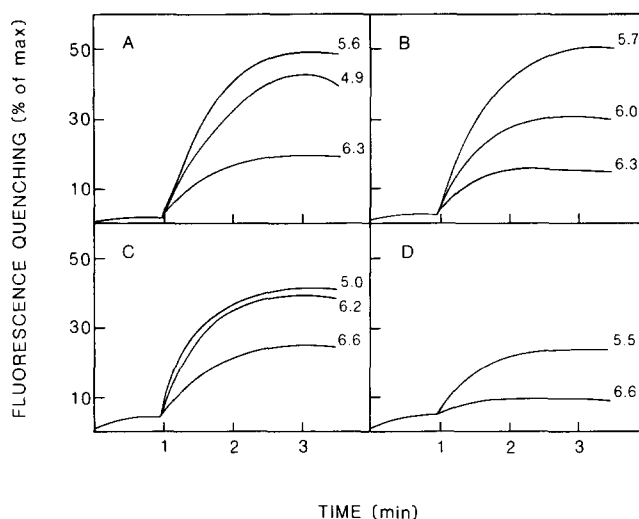 FLUORESCENCE QUENCHING (% of max)
A
50
30
10
5.6
4.9
6.3
B
5.7
6.0
6.3
C
50
30
10
5.0
6.2
6.6
D
5.5
6.6
1 2 3
1 2 3
TIME (min)